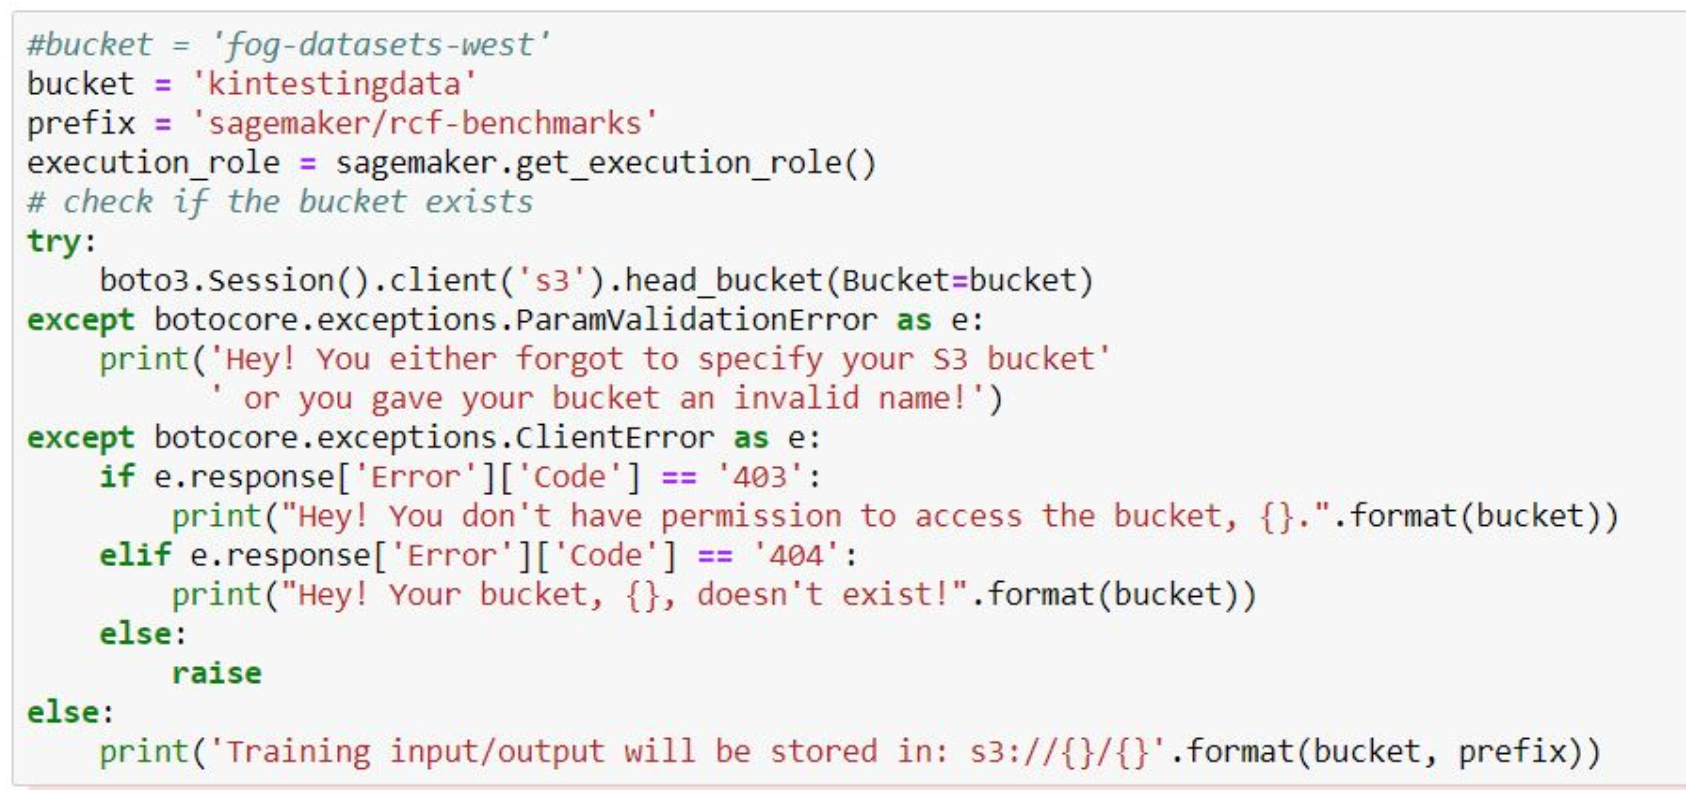 #bucket = 'fog-datasets-west'
bucket = 'kintestingdata'
prefix = 'sagemaker/rcf-benchmarks'
execution_role = sagemaker.get_execution_role()
# check if the bucket exists
try:
    boto3.Session().client('s3').head_bucket(Bucket=bucket)
except botocore.exceptions.ParamValidationError as e:
    print('Hey! You either forgot to specify your S3 bucket'
          ' or you gave your bucket an invalid name!')
except botocore.exceptions.ClientError as e:
    if e.response['Error']['Code'] == '403':
        print("Hey! You don't have permission to access the bucket, {}.".format(bucket))
    elif e.response['Error']['Code'] == '404':
        print("Hey! Your bucket, {}, doesn't exist!".format(bucket))
    else:
        raise
else:
    print('Training input/output will be stored in: s3://{}/{}'.format(bucket, prefix))